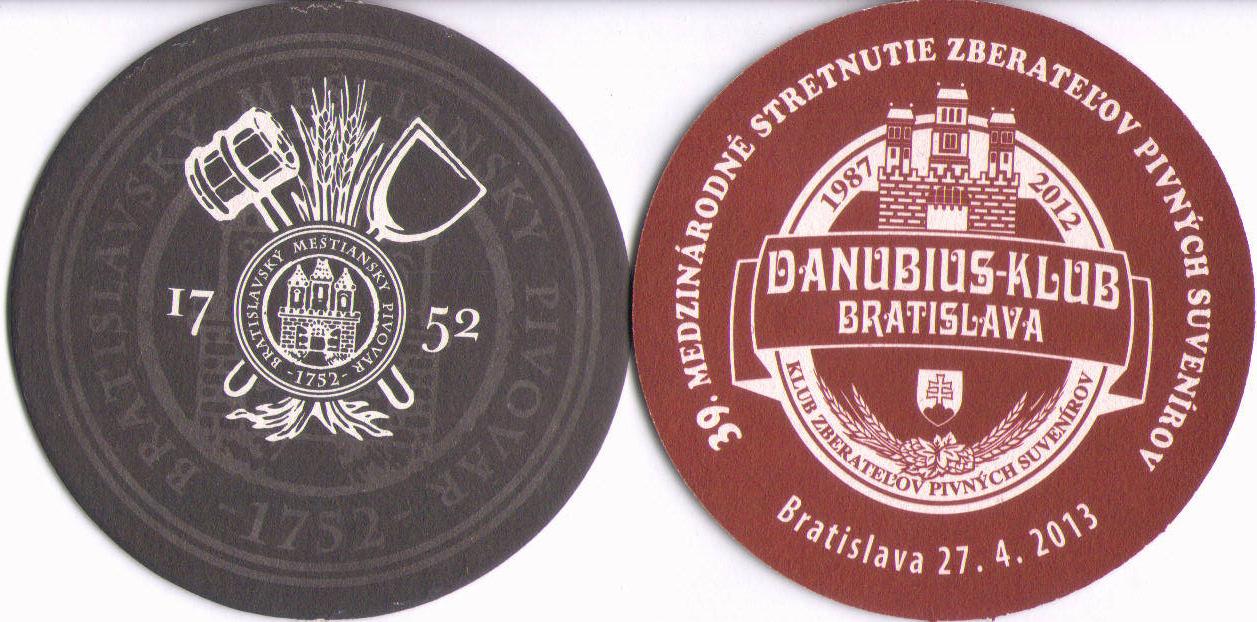 BRATISLAVSKÝ MEŠTIANSKY PIVOVAR
-1752-
17 52
BRATISLAVSKÝ MEŠTIANSKY PIVOVAR
-1752-
39. MEDZINÁRODNÉ STRETNUTIE ZBERATEĽOV PIVNÝCH SUVENÍROV
1987 2012
DANUBIUS-KLUB
BRATISLAVA
KLUB ZBERATEĽOV PIVNÝCH SUVENÍROV
Bratislava 27. 4. 2013